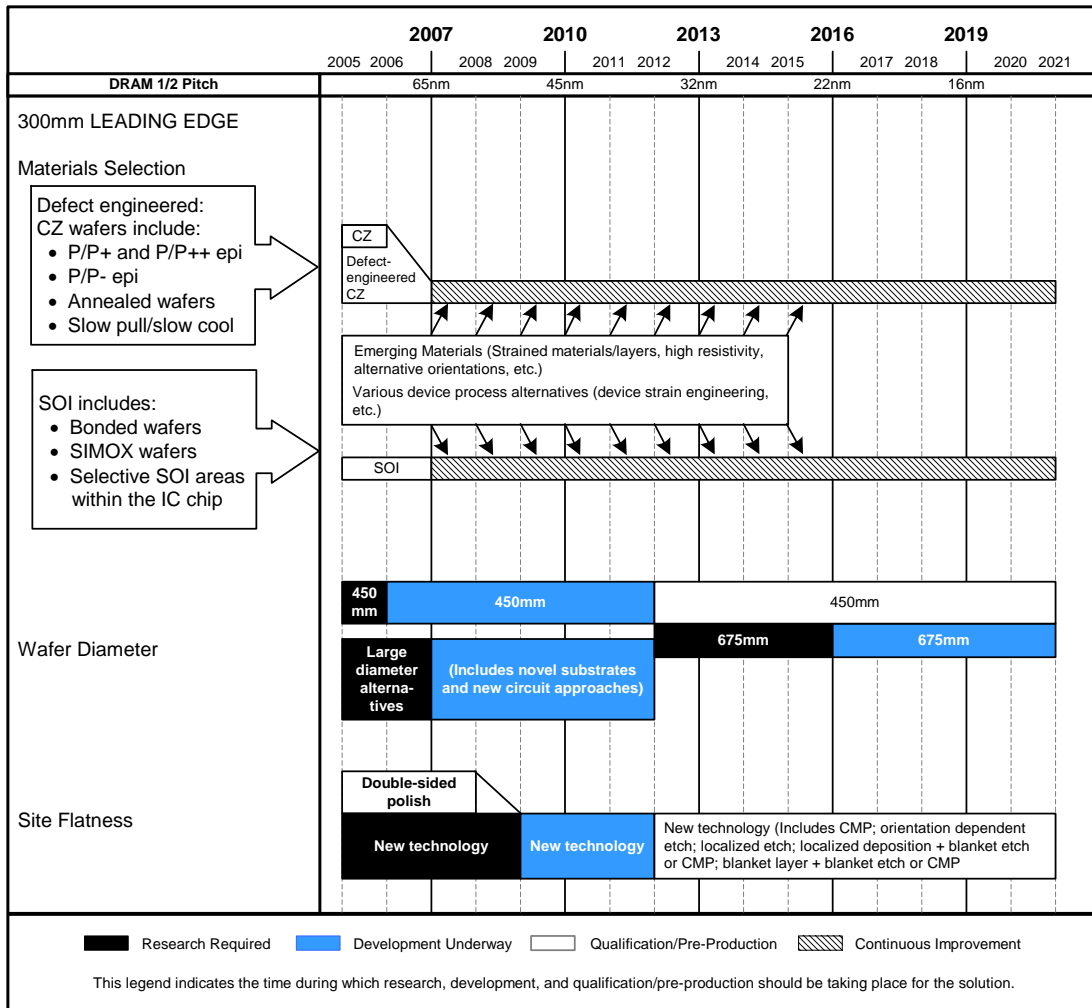 2007 2010 2013 2016 2019
2005 2006 2008 2009 2011 2012 2014 2015 2017 2018 2020 2021
DRAM 1/2 Pitch 65nm 45nm 32nm 22nm 16nm
300mm LEADING EDGE
Materials Selection
Defect engineered:
CZ wafers include:
• P/P+ and P/P++ epi
• P/P- epi
• Annealed wafers
• Slow pull/slow cool
CZ
Defect-
engineered
CZ
Emerging Materials (Strained materials/layers, high resistivity,
alternative orientations, etc.)
Various device process alternatives (device strain engineering,
etc.)
SOI includes:
• Bonded wafers
• SIMOX wafers
• Selective SOI areas
within the IC chip
SOI
Wafer Diameter
450
mm
450mm
450mm
675mm
675mm
Large
diameter
alterna-
tives
(Includes novel substrates
and new circuit approaches)
Site Flatness
Double-sided
polish
New technology
New technology
New technology (Includes CMP; orientation dependent
etch; localized etch; localized deposition + blanket etch
or CMP; blanket layer + blanket etch or CMP
Research Required Development Underway Qualification/Pre-Production Continuous Improvement
This legend indicates the time during which research, development, and qualification/pre-production should be taking place for the solution.